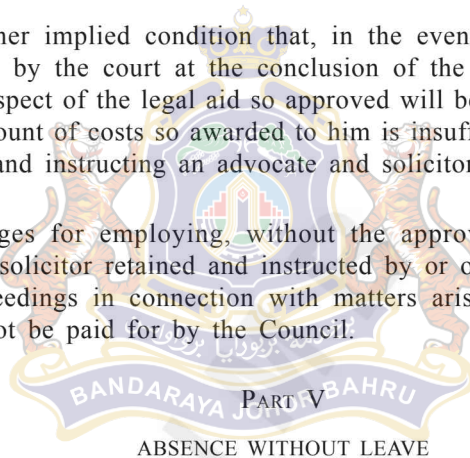 her implied condition that, in the even
by the court at the conclusion of the
spect of the legal aid so approved will be
ount of costs so awarded to him is insuffi
and instructing an advocate and solicitor
ges for employing, without the approv
solicitor retained and instructed by or o
eedings in connection with matters aris
ot be paid for by the Council.
BANDARAYA JOHOR BAHRU
PART V
ABSENCE WITHOUT LEAVE